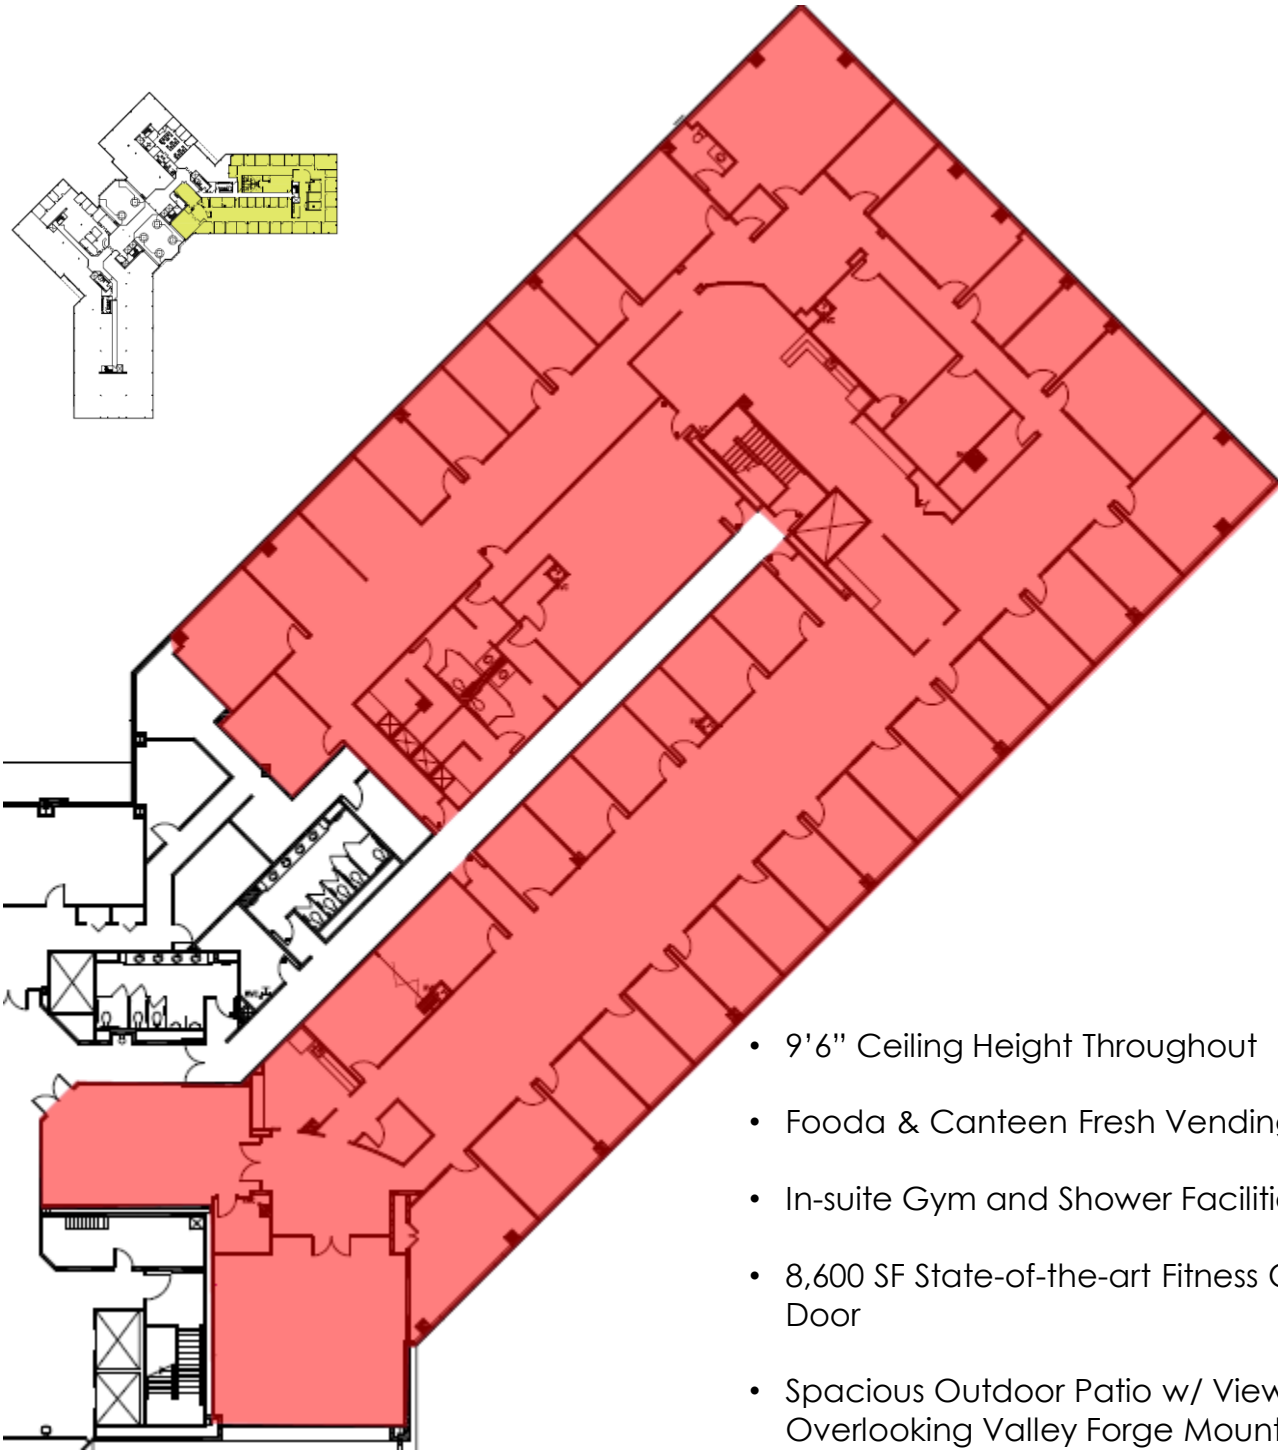 • 9’6” Ceiling Height Throughout
• Fooda & Canteen Fresh Vending
• In-suite Gym and Shower Faciliti
• 8,600 SF State-of-the-art Fitness
Door
• Spacious Outdoor Patio w/ View
Overlooking Valley Forge Mount